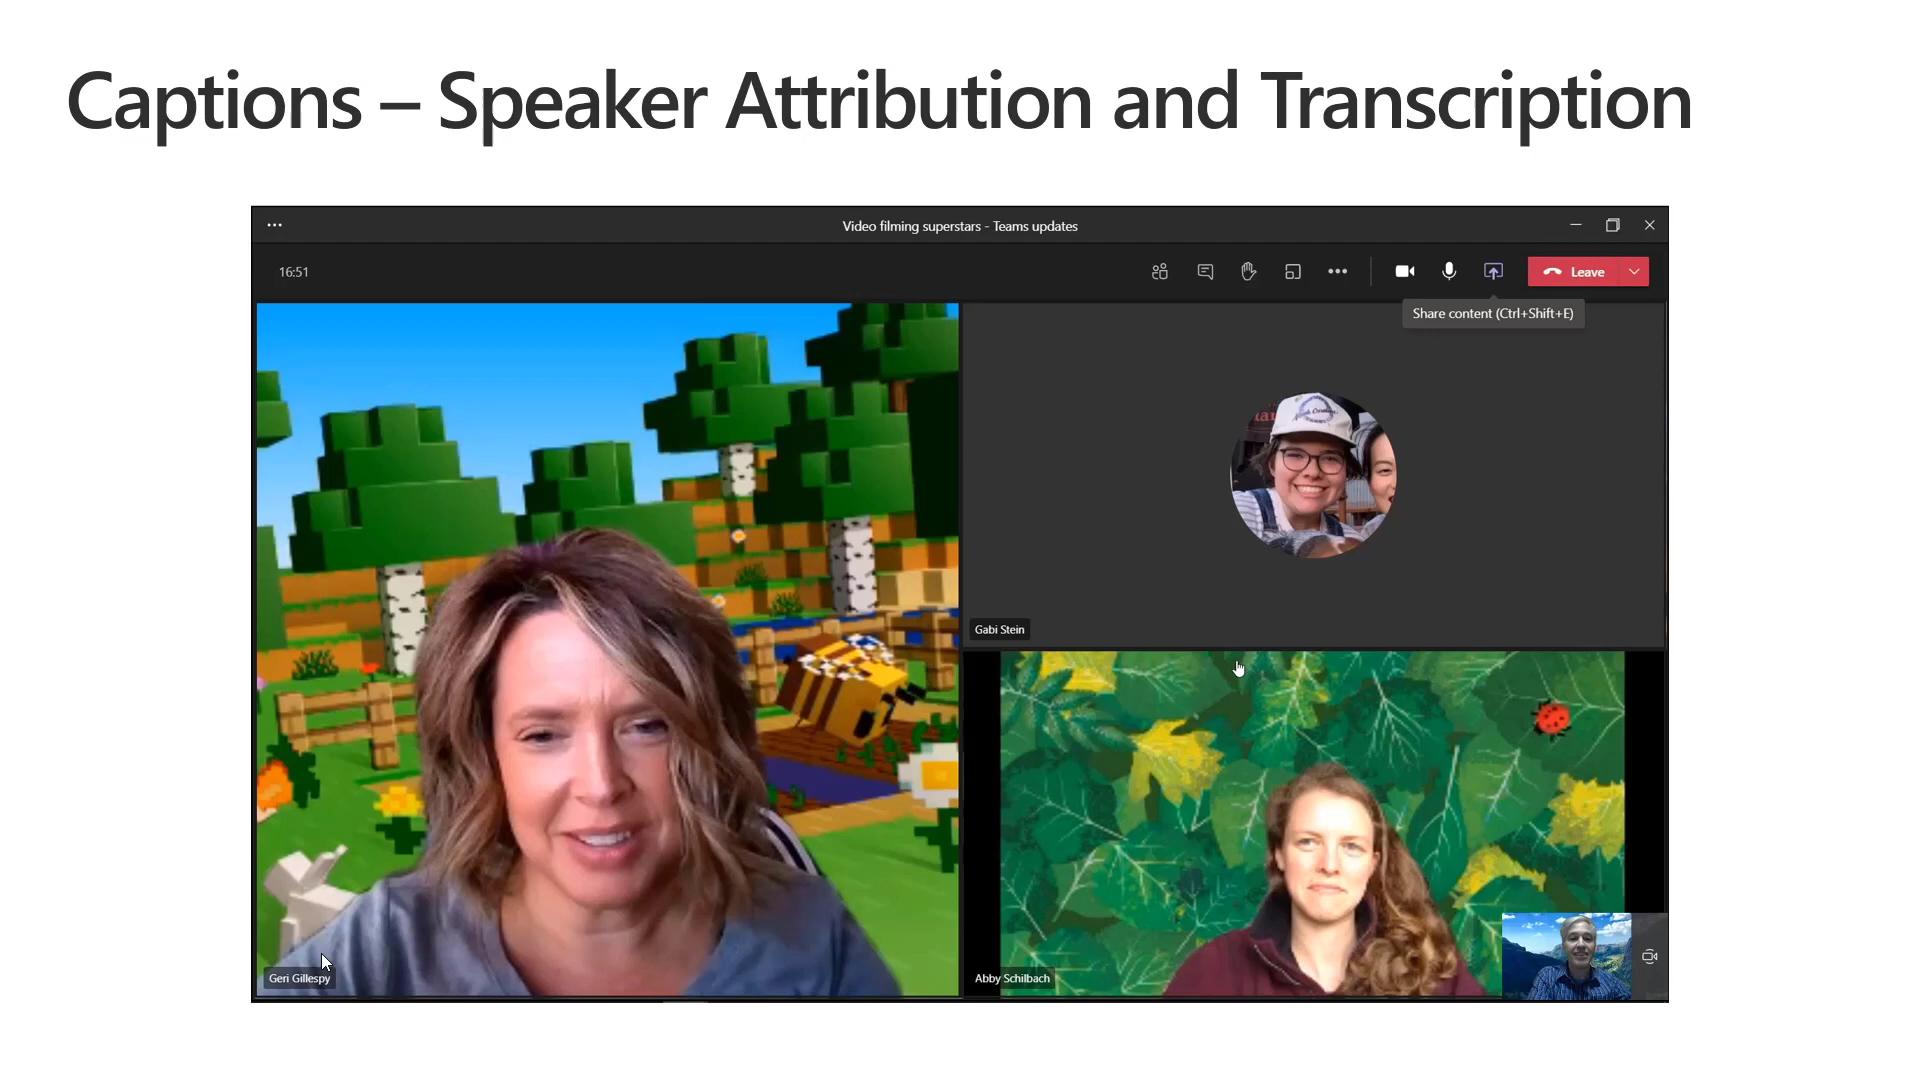 Captions – Speaker Attribution and Transcription
Video filming superstars - Teams updates
16:51
Leave
Share content (Ctrl+Shift+E)
Gabi Stein
Geri Gillespy
Abby Schilbach